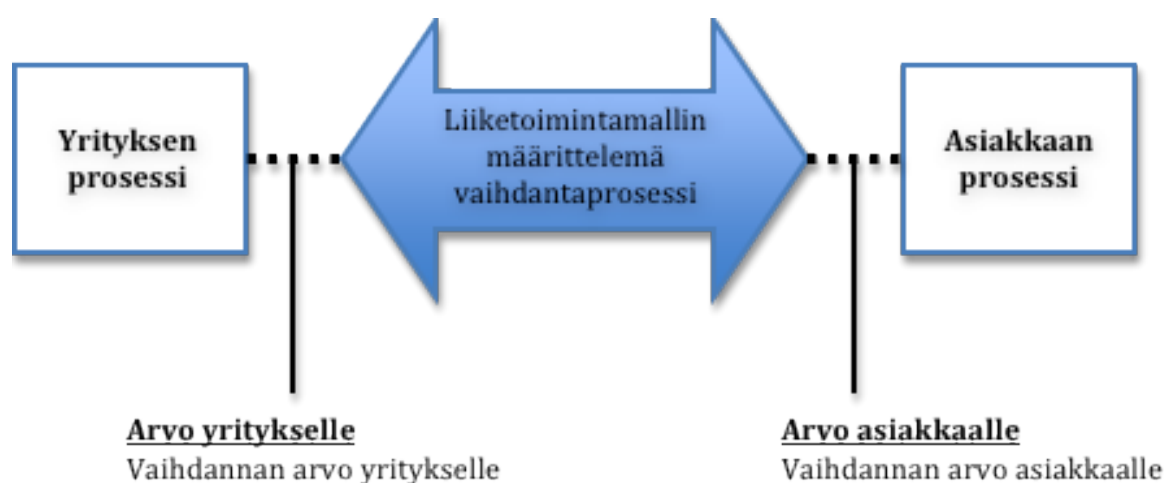 Yrityksen
prosessi
Liiketoimintamallin
määrittelemä
vaihdantaprosessi
Asiakkaan
prosessi
Arvo yritykselle
Vaihdannan arvo yritykselle
Arvo asiakkaalle
Vaihdannan arvo asiakkaalle